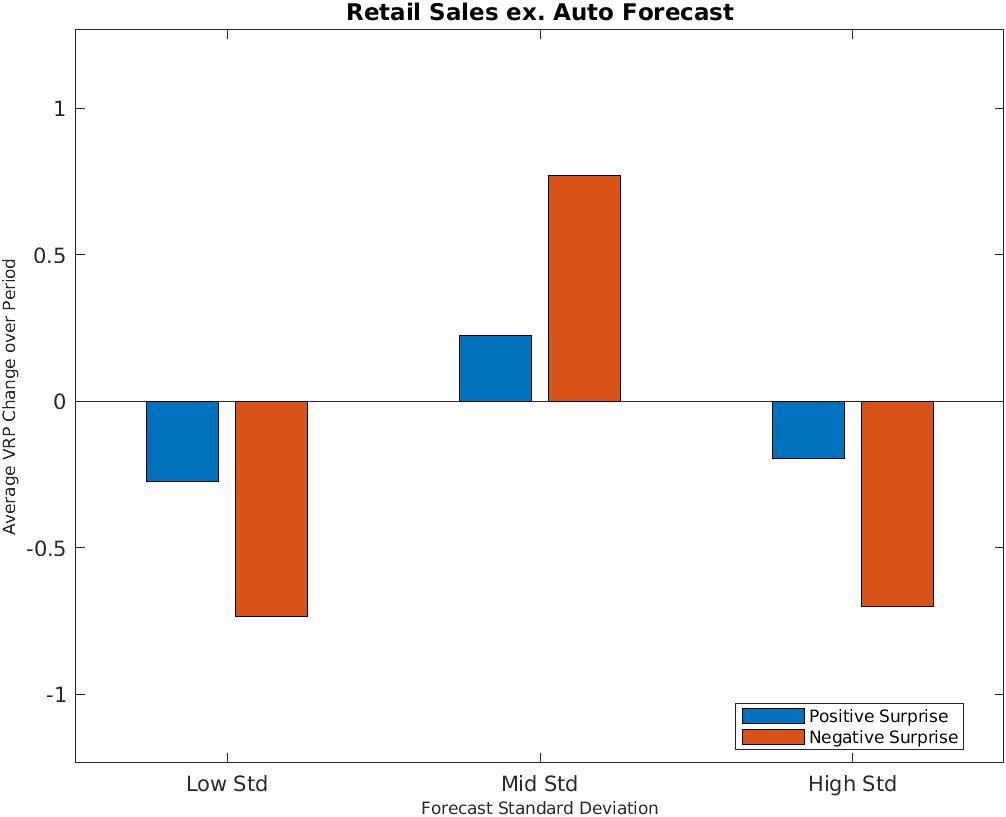 Retail Sales ex. Auto Forecast
1
0.5
0
-0.5
-1
Average VRP Change over Period
Low Std
Mid Std
High Std
Forecast Standard Deviation
Positive Surprise
Negative Surprise